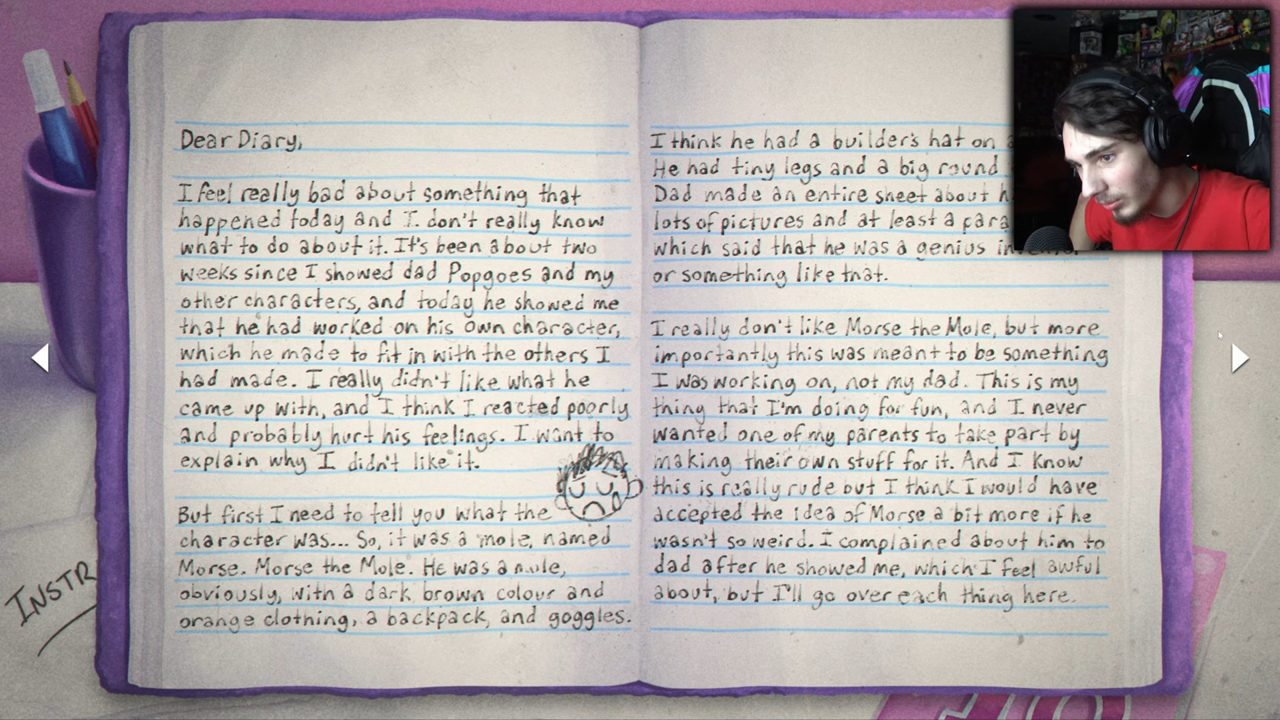 Dear Diary,
I feel really bad about something that
happened today and I don't really know
what to do about it. It's been about two
weeks since I showed dad Popgoes and my
other characters, and today he showed me
that he had worked on his own character,
which he made to fit in with the others I
had made. I really didn't like what he
came up with, and I think I reacted poorly
and probably hurt his feelings. I want to
explain why I didn't like it.
But first I need to tell you what the
character was... So, it was a mole, named
Morse. Morse the Mole. He was a mole,
obviously, with a dark brown colour and
orange clothing, a backpack, and goggles.
I think he had a builder's hat on
He had tiny legs and a big round
Dad made an entire sheet about
lots of pictures and at least a
which said that he was a genius
or something like that.
I really don't like Morse the Mole, but more
importantly this was meant to be something
I was working on, not my dad. This is my
thing that I'm doing for fun, and I never
wanted one of my parents to take part by
making their own stuff for it. And I know
this is really rude but I think I would have
accepted the idea of Morse a bit more if he
wasn't so weird. I complained about him to
dad after he showed me, which I feel awful
about, but I'll go over each thing here.
INSTR